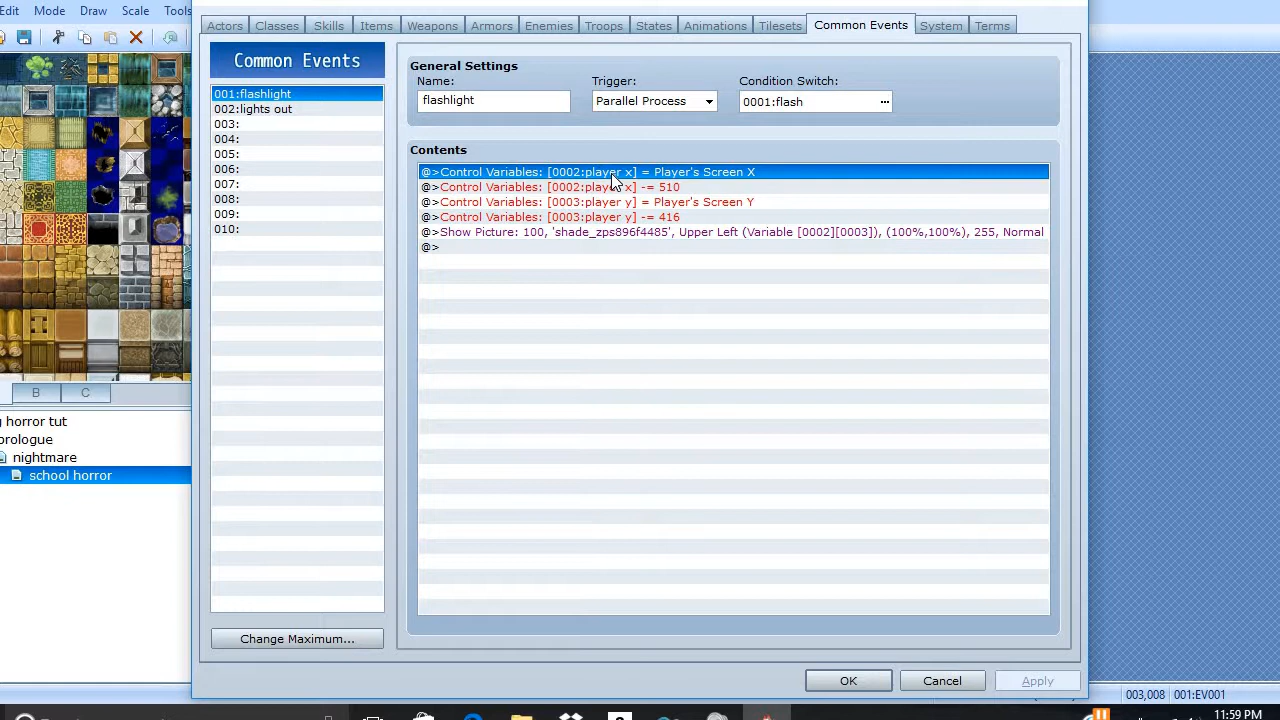 Edit Mode Draw Scale Tools
Actors Classes Skills Items Weapons Armors Enemies Troops States Animations Tilesets Common Events System Terms
Common Events
001:flashlight
002:lights out
003:
004:
005:
006:
007:
008:
009:
010:
Change Maximum...
General Settings
Name: Trigger: Condition Switch:
flashlight Parallel Process 0001:flash ...
Contents
@>Control Variables: [0002:player x] = Player's Screen X
@>Control Variables: [0002:player x] -= 510
@>Control Variables: [0003:player y] = Player's Screen Y
@>Control Variables: [0003:player y] -= 416
@>Show Picture: 100, 'shade_zps896f4485', Upper Left (Variable [0002][0003]), (100%,100%), 255, Normal
@>
B C
g horror tut
prologue
nightmare
school horror
OK Cancel Apply
003,008 001:EV001
11:59 PM